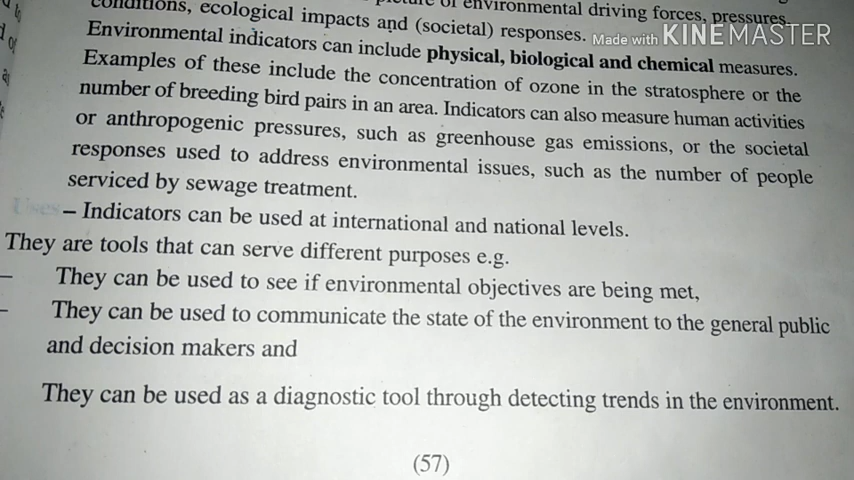 conditions, ecological impacts and (societal) responses.
of environmental driving forces, pressures,
Made with KINEMASTER
Environmental indicators can include physical, biological and chemical measures.
Examples of these include the concentration of ozone in the stratosphere or the
number of breeding bird pairs in an area. Indicators can also measure human activities
or anthropogenic pressures, such as greenhouse gas emissions, or the societal
responses used to address environmental issues, such as the number of people
serviced by sewage treatment.
Uses – Indicators can be used at international and national levels.
They are tools that can serve different purposes e.g.
– They can be used to see if environmental objectives are being met,
– They can be used to communicate the state of the environment to the general public
and decision makers and
They can be used as a diagnostic tool through detecting trends in the environment.
(57)